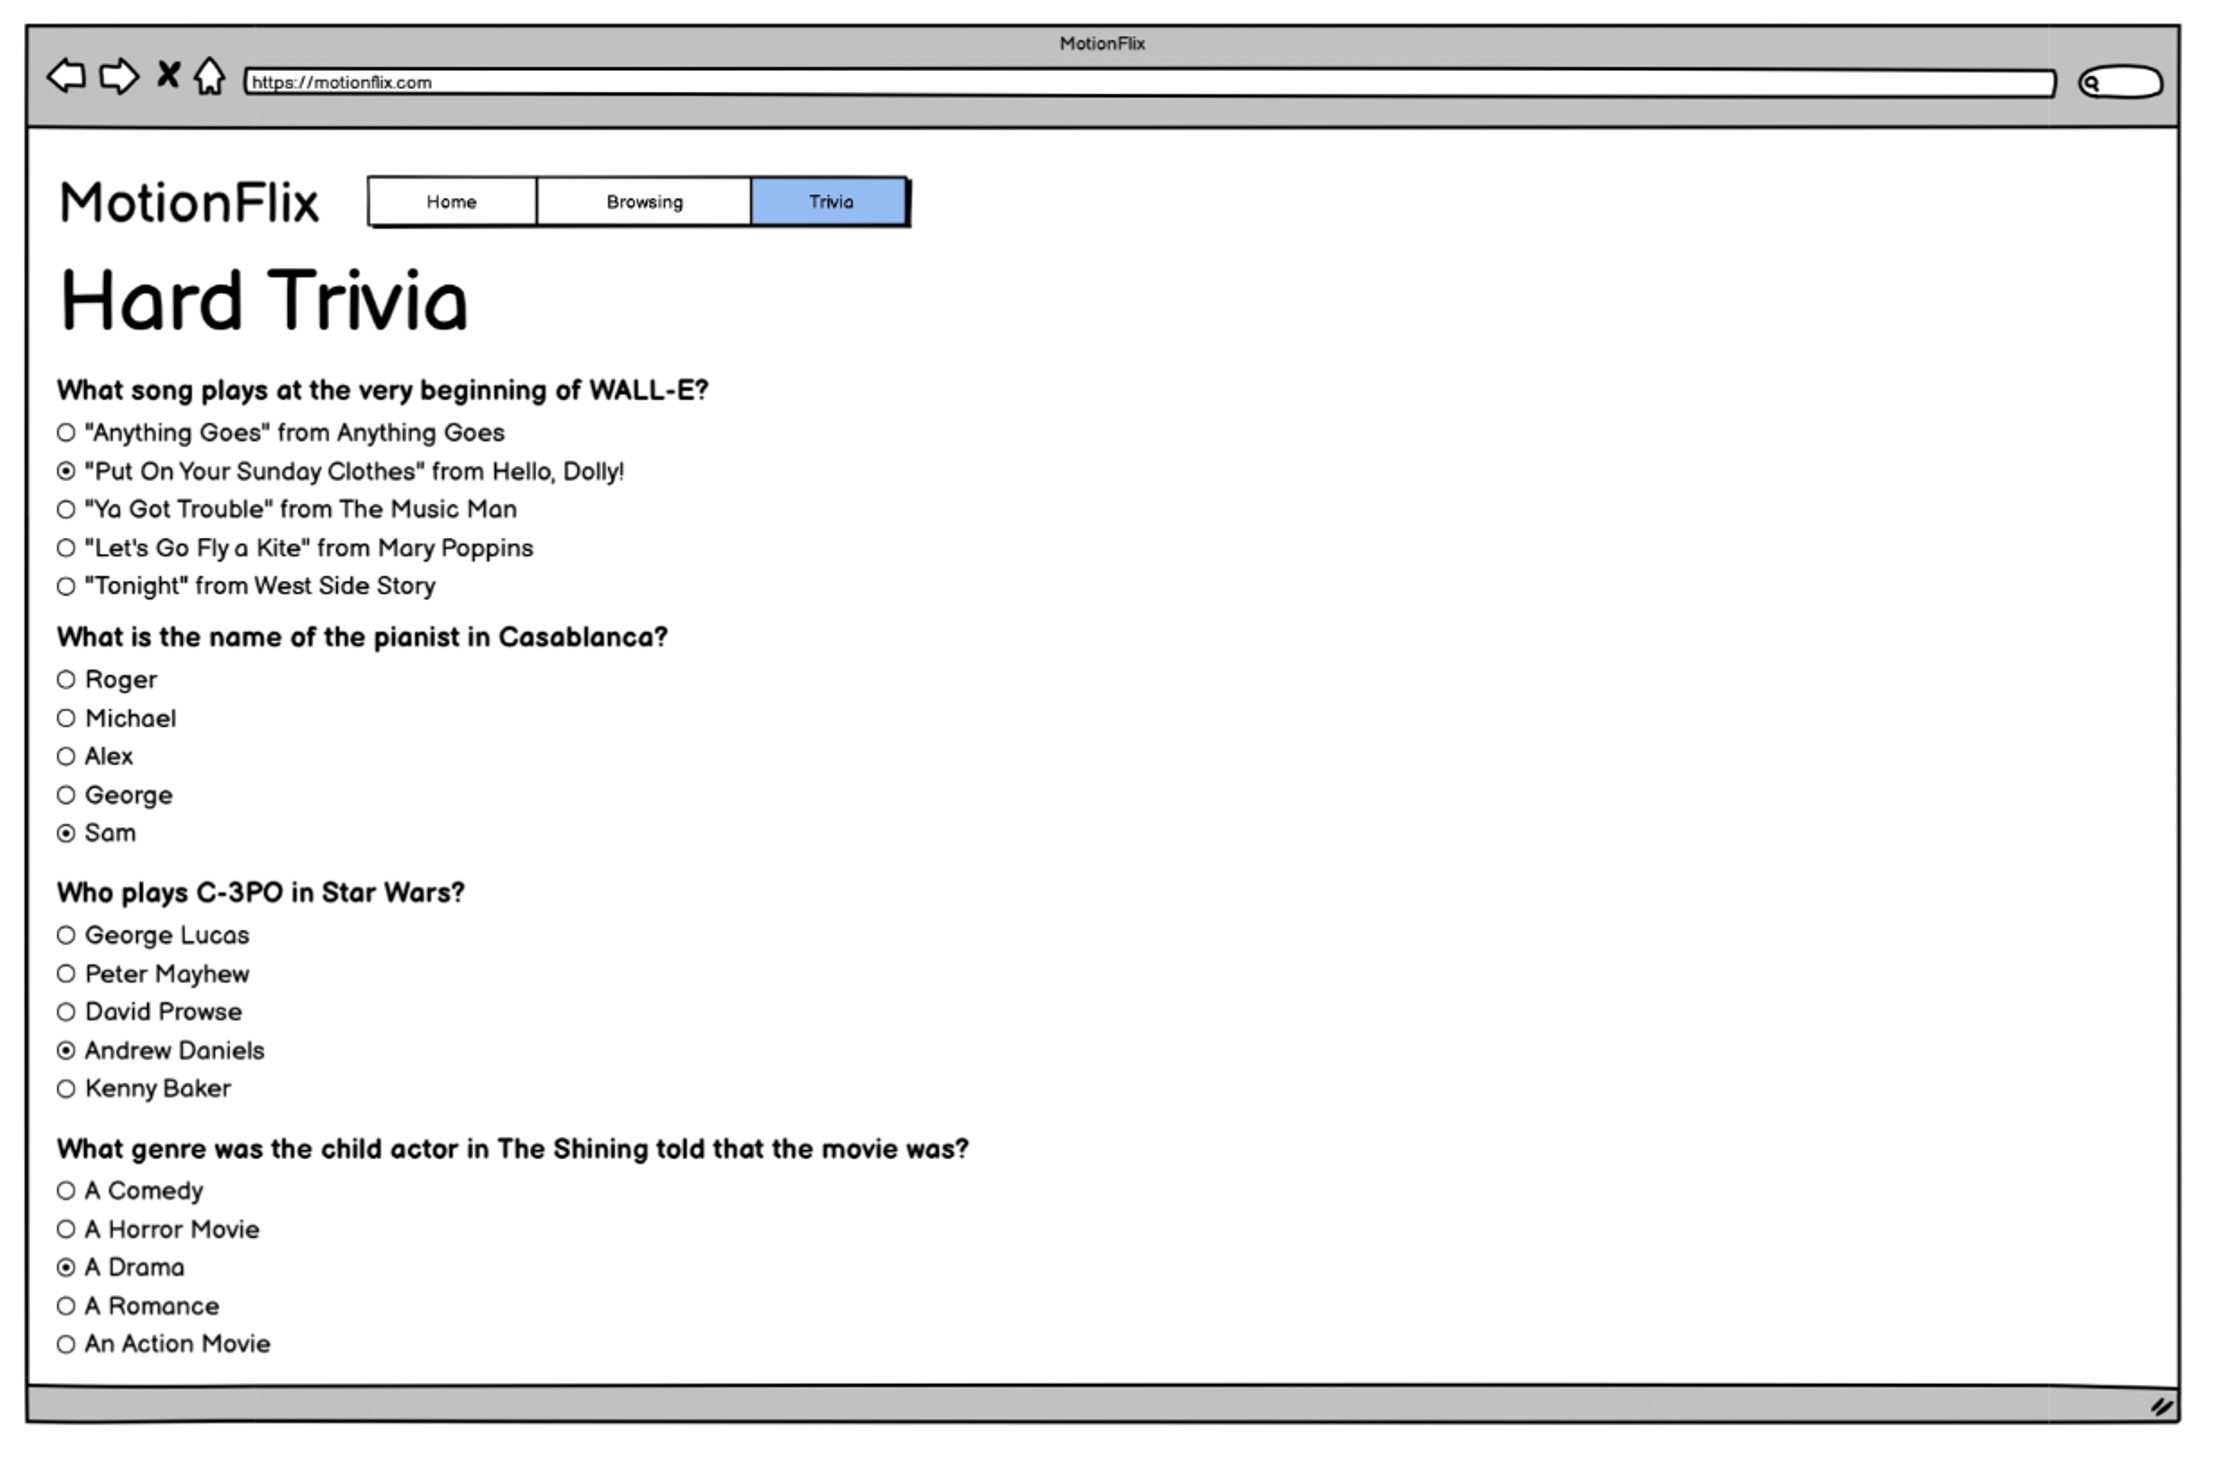 MotionFlix
https://motionflix.com
MotionFlix
Home
Browsing
Trivia
Hard Trivia
What song plays at the very beginning of WALL-E?
"Anything Goes" from Anything Goes
"Put On Your Sunday Clothes" from Hello, Dolly!
"Ya Got Trouble" from The Music Man
"Let's Go Fly a Kite" from Mary Poppins
"Tonight" from West Side Story
What is the name of the pianist in Casablanca?
Roger
Michael
Alex
George
Sam
Who plays C-3PO in Star Wars?
George Lucas
Peter Mayhew
David Prowse
Andrew Daniels
Kenny Baker
What genre was the child actor in The Shining told that the movie was?
A Comedy
A Horror Movie
A Drama
A Romance
An Action Movie